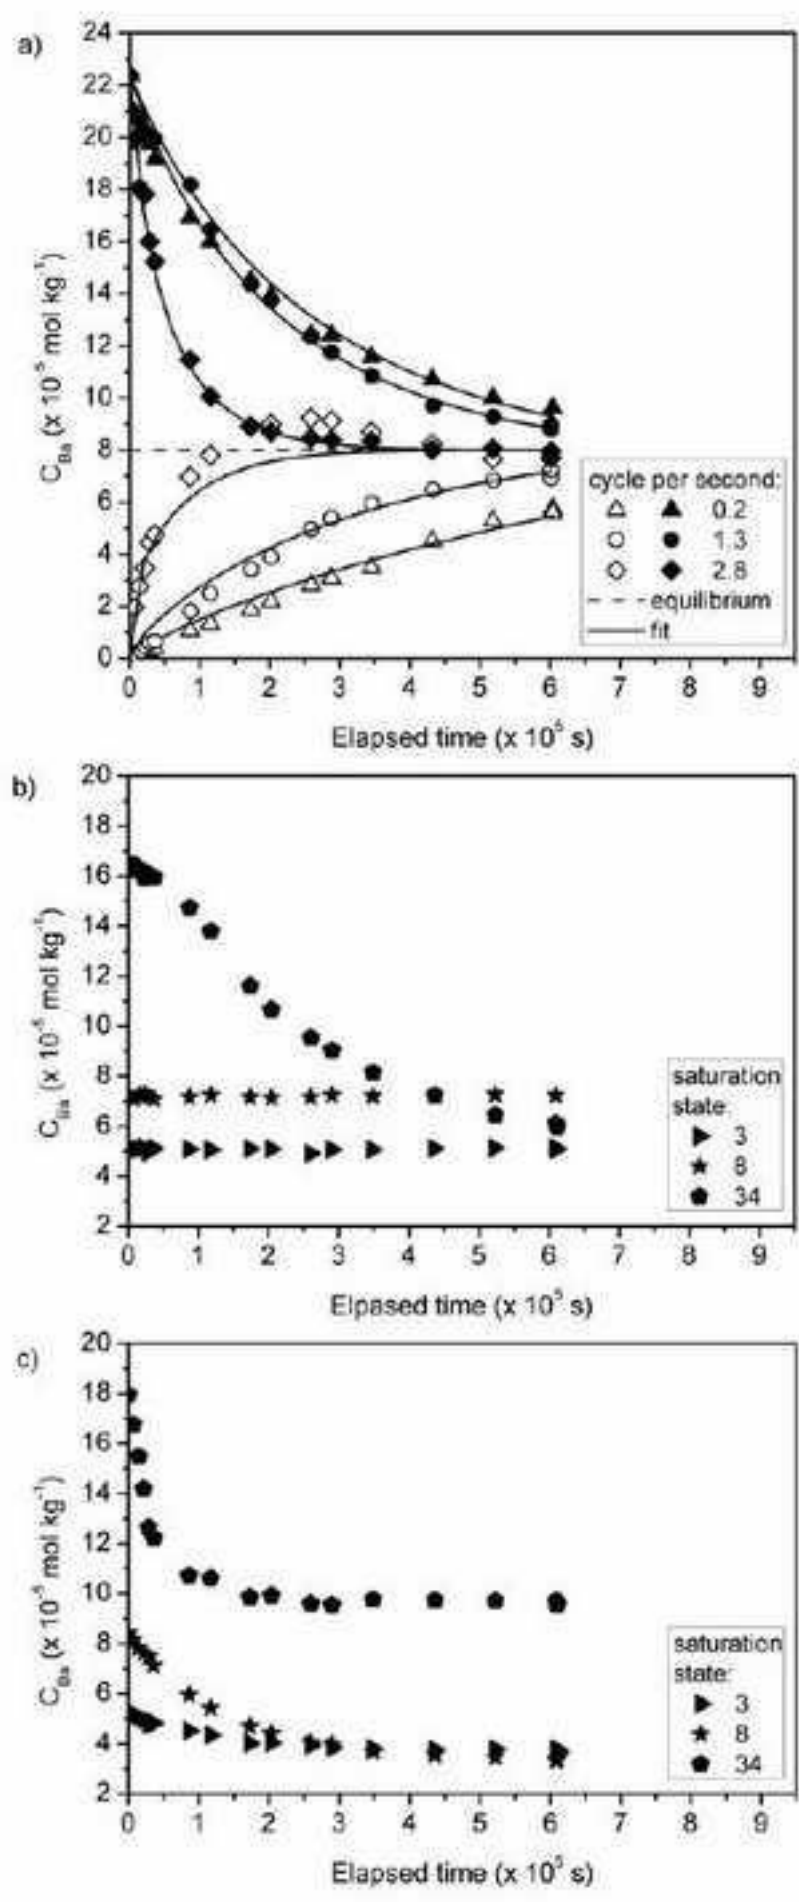 a)
24
22
20
18
16
14
12
10
8
6
4
2
0
C_Ba (x 10^-5 mol kg^-1)
cycle per second:
0.2
1.3
2.8
equilibrium
fit
0 1 2 3 4 5 6 7 8 9
Elapsed time (x 10^5 s)
b)
20
18
16
14
12
10
8
6
4
2
C_Ba (x 10^-5 mol kg^-1)
saturation
state:
3
8
34
0 1 2 3 4 5 6 7 8 9
Elpased time (x 10^5 s)
c)
20
18
16
14
12
10
8
6
4
2
C_Ba (x 10^-5 mol kg^-1)
saturation
state:
3
8
34
0 1 2 3 4 5 6 7 8 9
Elapsed time (x 10^5 s)